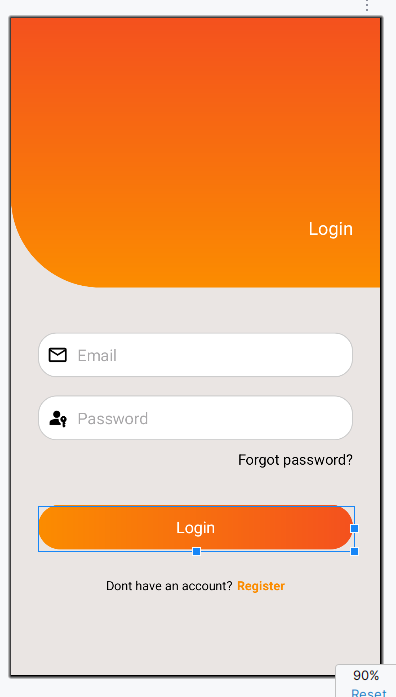 Login
Email
Password
Forgot password?
Login
Dont have an account? Register
90%
Reset